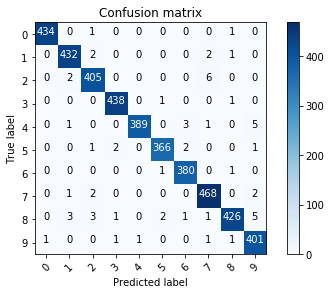 Confusion matrix
0 434 0 1 0 0 0 0 0 1 0
1 0 432 2 0 0 0 0 2 1 0
2 0 2 405 0 0 0 0 6 0 0
3 0 0 0 438 0 1 0 0 1 0
4 0 1 0 0 389 0 3 1 0 5
5 0 0 1 2 0 366 2 0 0 1
6 0 0 0 0 0 1 380 0 1 0
7 0 1 2 0 0 0 0 468 0 2
8 0 3 3 1 0 2 1 1 426 5
9 1 0 0 1 1 0 0 1 1 401
0 1 2 3 4 5 6 7 8 9
Predicted label
True label
400
300
200
100
0